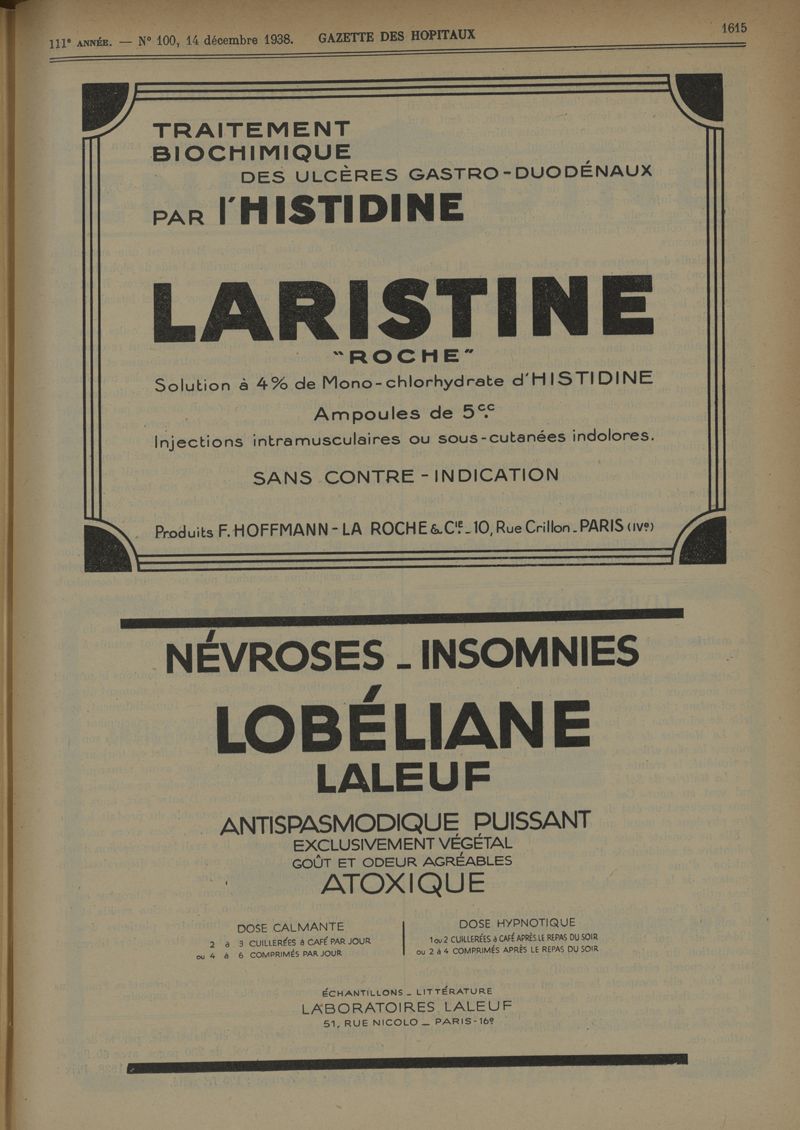 111e ANNÉE. — N° 100, 14 décembre 1938. GAZETTE DES HOPITAUX 1615
TRAITEMENT
BIOCHIMIQUE
DES ULCÈRES GASTRO-DUODÉNAUX
PAR l'HISTIDINE
LARISTINE
"ROCHE"
Solution à 4% de Mono-chlorhydrate d'HISTIDINE
Ampoules de 5cc.
Injections intramusculaires ou sous-cutanées indolores.
SANS CONTRE-INDICATION
Produits F. HOFFMANN-LA ROCHE & CIE. _ 10, Rue Crillon _ PARIS (IVe)
NÉVROSES _ INSOMNIES
LOBÉLIANE
LALEUF
ANTISPASMODIQUE PUISSANT
EXCLUSIVEMENT VÉGÉTAL
GOÛT ET ODEUR AGRÉABLES
ATOXIQUE
DOSE CALMANTE
2 à 3 CUILLERÉES à CAFÉ PAR JOUR
ou 4 à 6 COMPRIMÉS PAR JOUR
DOSE HYPNOTIQUE
1 ou 2 CUILLERÉES à CAFÉ APRÈS LE REPAS DU SOIR
ou 2 à 4 COMPRIMÉS APRÈS LE REPAS DU SOIR
ÉCHANTILLONS _ LITTÉRATURE
LABORATOIRES LALEUF
51, RUE NICOLO _ PARIS-16e